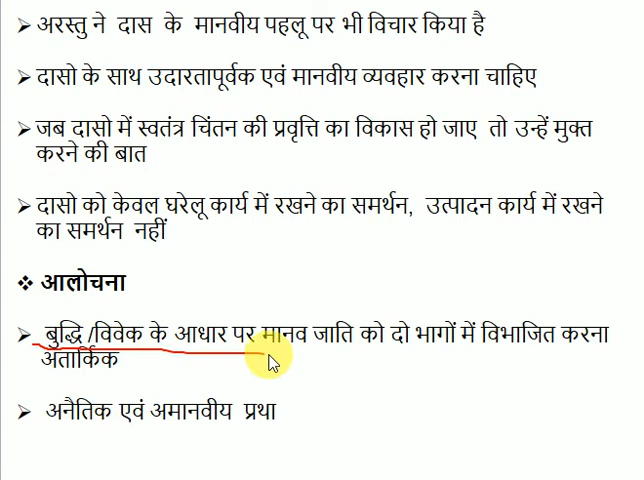 ➢ अरस्तु ने दास के मानवीय पहलू पर भी विचार किया है
➢ दासो के साथ उदारतापूर्वक एवं मानवीय व्यवहार करना चाहिए
➢ जब दासो में स्वतंत्र चिंतन की प्रवृत्ति का विकास हो जाए तो उन्हें मुक्त
करने की बात
➢ दासो को केवल घरेलू कार्य में रखने का समर्थन, उत्पादन कार्य में रखने
का समर्थन नहीं
❖ आलोचना
➢ बुद्धि /विवेक के आधार पर मानव जाति को दो भागों में विभाजित करना
अतार्किक
➢ अनैतिक एवं अमानवीय प्रथा